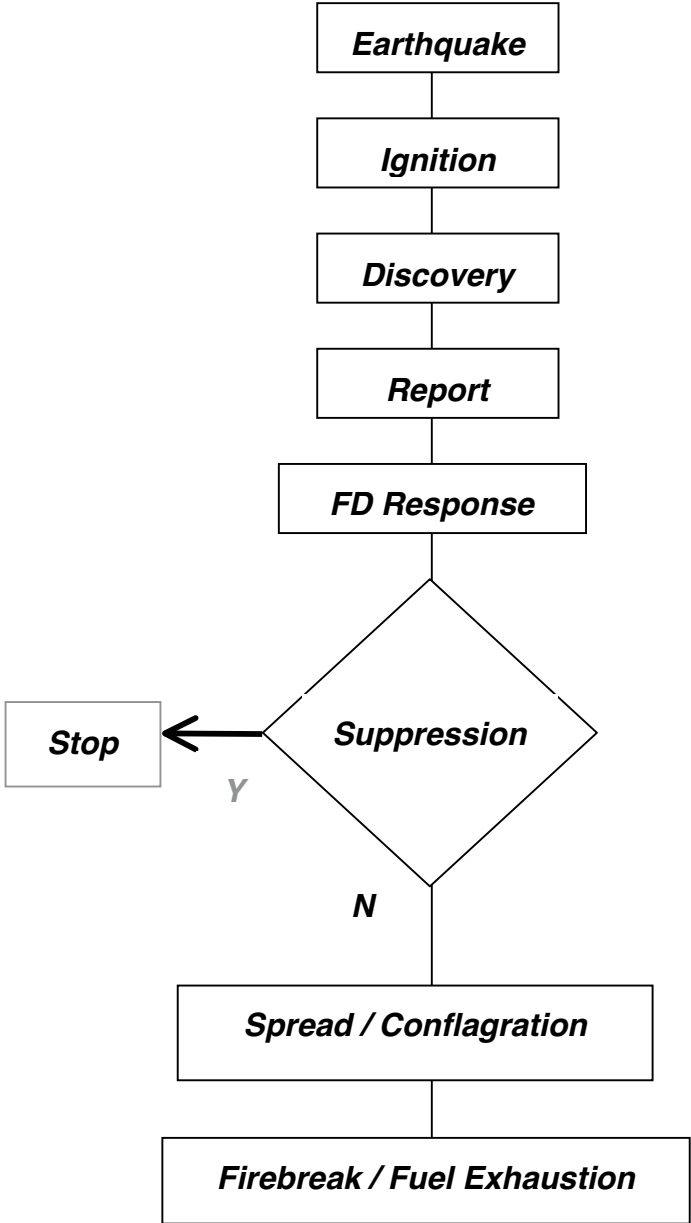 Earthquake
Ignition
Discovery
Report
FD Response
Suppression
Stop
Y
N
Spread / Conflagration
Firebreak / Fuel Exhaustion